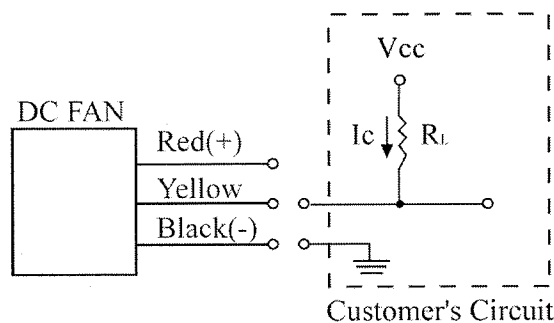 Vcc
DC FAN
Red(+)
Ic
RL
Yellow
Black(-)
Customer's Circuit